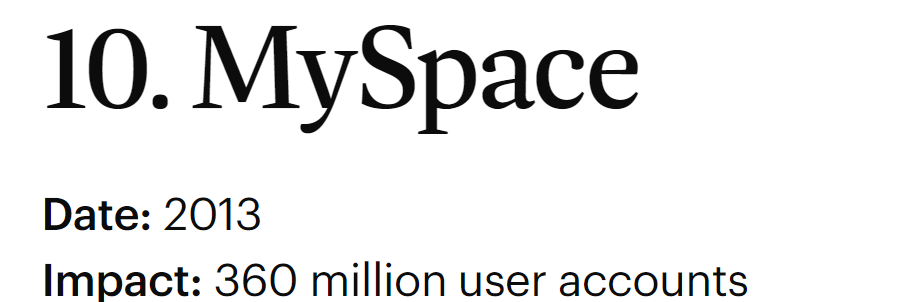 10. MySpace
Date: 2013
Impact: 360 million user accounts